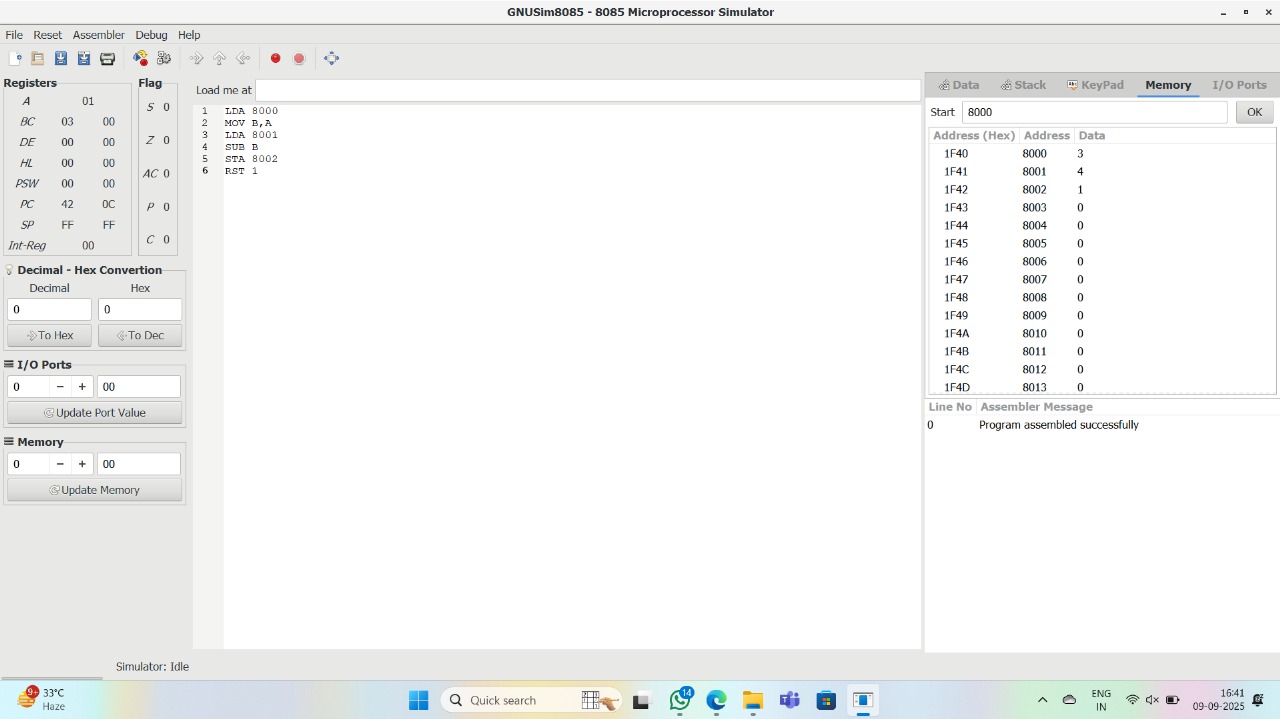 GNUSim8085 - 8085 Microprocessor Simulator
File Reset Assembler Debug Help
Registers
A 01
BC 03 00
DE 00 00
HL 00 00
PSW 00 00
PC 42 0C
SP FF FF
Int-Reg 00
Flag
S 0
Z 0
AC 0
P 0
C 0
Decimal - Hex Convertion
Decimal Hex
0 0
To Hex To Dec
I/O Ports
0 − + 00
Update Port Value
Memory
0 − + 00
Update Memory
Load me at
1 LDA 8000
2 MOV B,A
3 LDA 8001
4 SUB B
5 STA 8002
6 RST 1
Data Stack KeyPad Memory I/O Ports
Start 8000 OK
Address (Hex) Address Data
1F40 8000 3
1F41 8001 4
1F42 8002 1
1F43 8003 0
1F44 8004 0
1F45 8005 0
1F46 8006 0
1F47 8007 0
1F48 8008 0
1F49 8009 0
1F4A 8010 0
1F4B 8011 0
1F4C 8012 0
1F4D 8013 0
Line No Assembler Message
0 Program assembled successfully
Simulator: Idle
9+ 33°C
Haze
Quick search
14
ENG
IN
16:41
09-09-2025